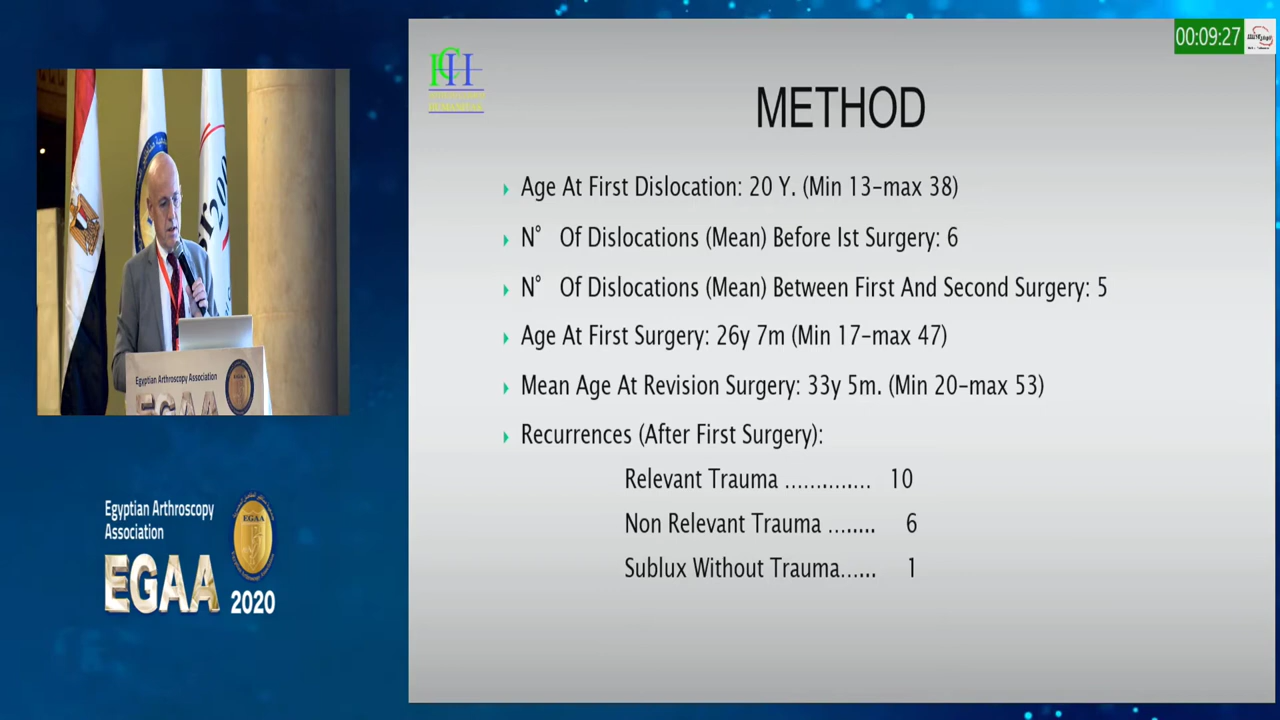 00:09:27
METHOD
Age At First Dislocation: 20 Y. (Min 13-max 38)
N° Of Dislocations (Mean) Before Ist Surgery: 6
N° Of Dislocations (Mean) Between First And Second Surgery: 5
Age At First Surgery: 26y 7m (Min 17-max 47)
Mean Age At Revision Surgery: 33y 5m. (Min 20-max 53)
Recurrences (After First Surgery):
Relevant Trauma ............. 10
Non Relevant Trauma ........ 6
Sublux Without Trauma...... 1
Egyptian Arthroscopy Association
EGAA
Egyptian Arthroscopy
Association
EGAA
EGAA 2020